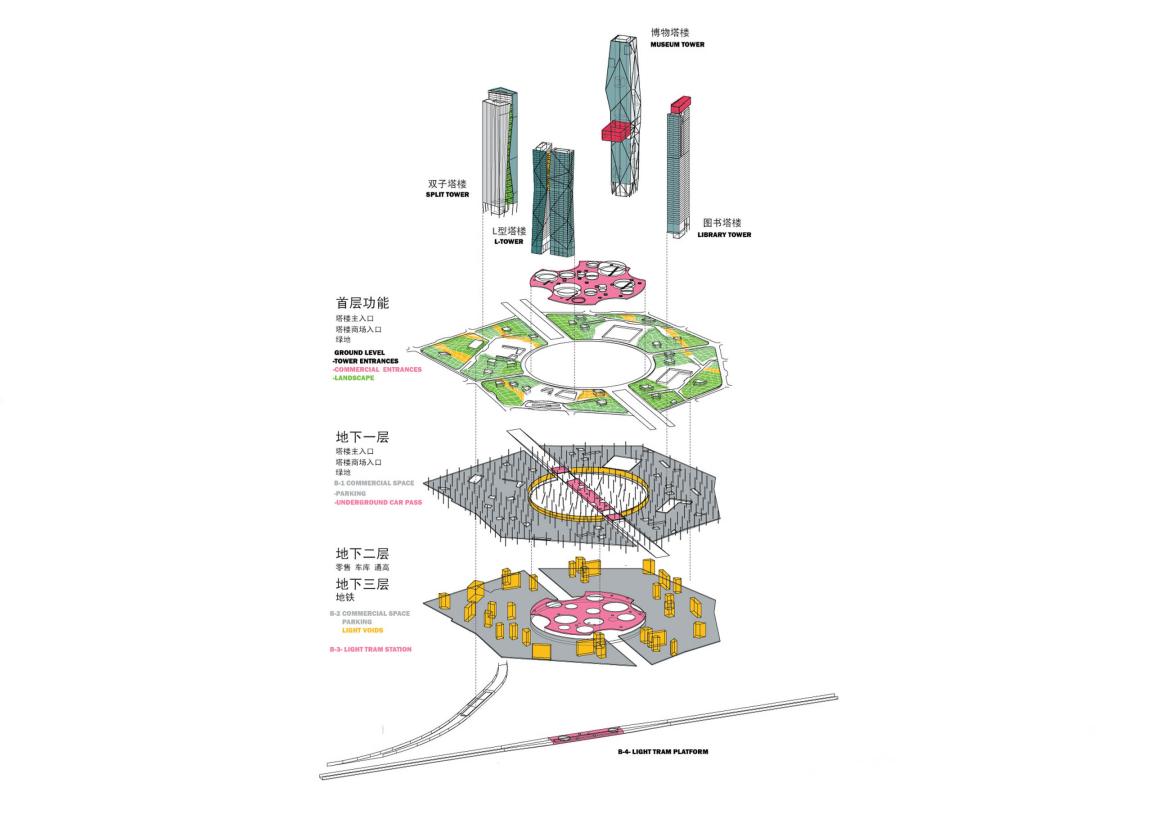 博物塔楼
MUSEUM TOWER
双子塔楼
SPLIT TOWER
L型塔楼
L-TOWER
图书塔楼
LIBRARY TOWER
首层功能
塔楼主入口
塔楼商场入口
绿地
GROUND LEVEL
-TOWER ENTRANCES
-COMMERCIAL ENTRANCES
-LANDSCAPE
地下一层
塔楼主入口
塔楼商场入口
绿地
B-1 COMMERCIAL SPACE
-PARKING
-UNDERGROUND CAR PASS
地下二层
零售 车库 通高
地下三层
地铁
B-2 COMMERCIAL SPACE
PARKING
LIGHT VOIDS
B-3- LIGHT TRAM STATION
B-4- LIGHT TRAM PLATFORM